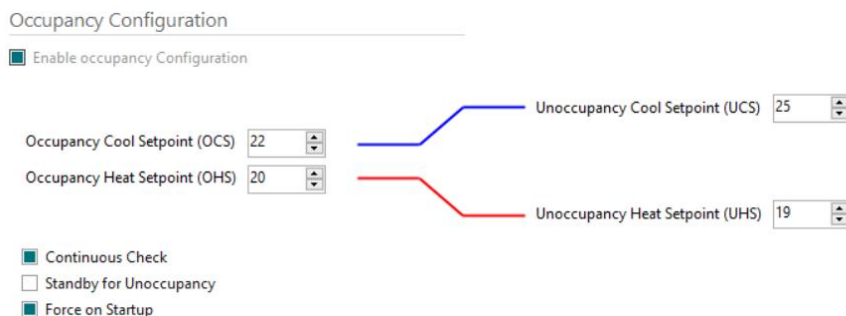 Occupancy Configuration
Enable occupancy Configuration
Unoccupancy Cool Setpoint (UCS) 25
Occupancy Cool Setpoint (OCS) 22
Occupancy Heat Setpoint (OHS) 20
Unoccupancy Heat Setpoint (UHS) 19
Continuous Check
Standby for Unoccupancy
Force on Startup